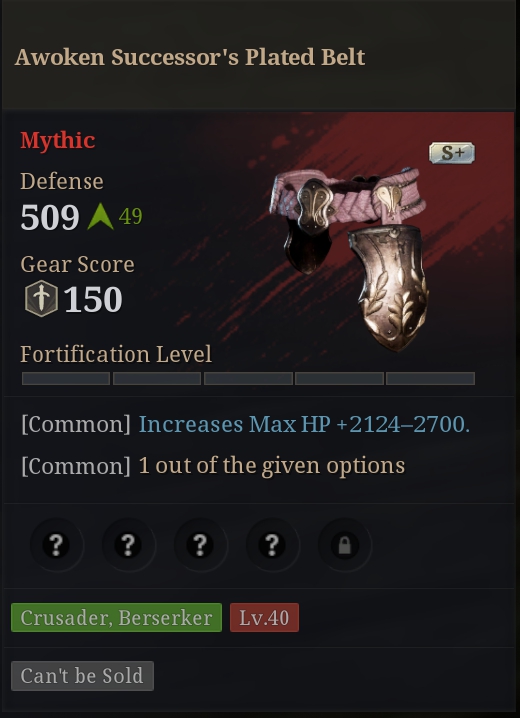 Awoken Successor's Plated Belt
Mythic
S+
Defense
509 49
Gear Score
150
Fortification Level
[Common] Increases Max HP +2124–2700.
[Common] 1 out of the given options
? ? ? ?
Crusader, Berserker Lv.40
Can't be Sold